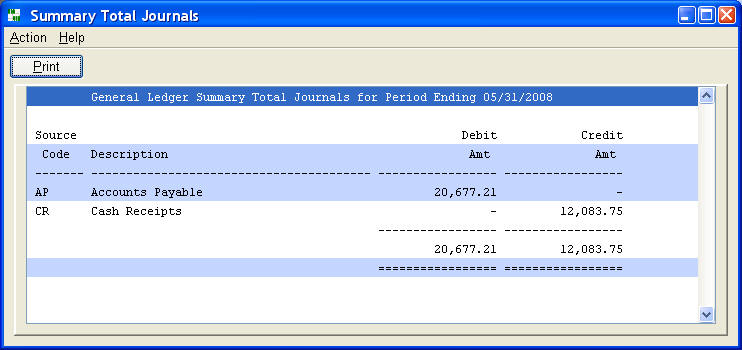 Summary Total Journals
Action Help
Print
General Ledger Summary Total Journals for Period Ending 05/31/2008
Source Debit Credit
Code Description Amt Amt
------- ------------------------------------ ----------------- -----------------
AP Accounts Payable 20,677.21 -
CR Cash Receipts - 12,083.75
----------------- -----------------
20,677.21 12,083.75
================= =================